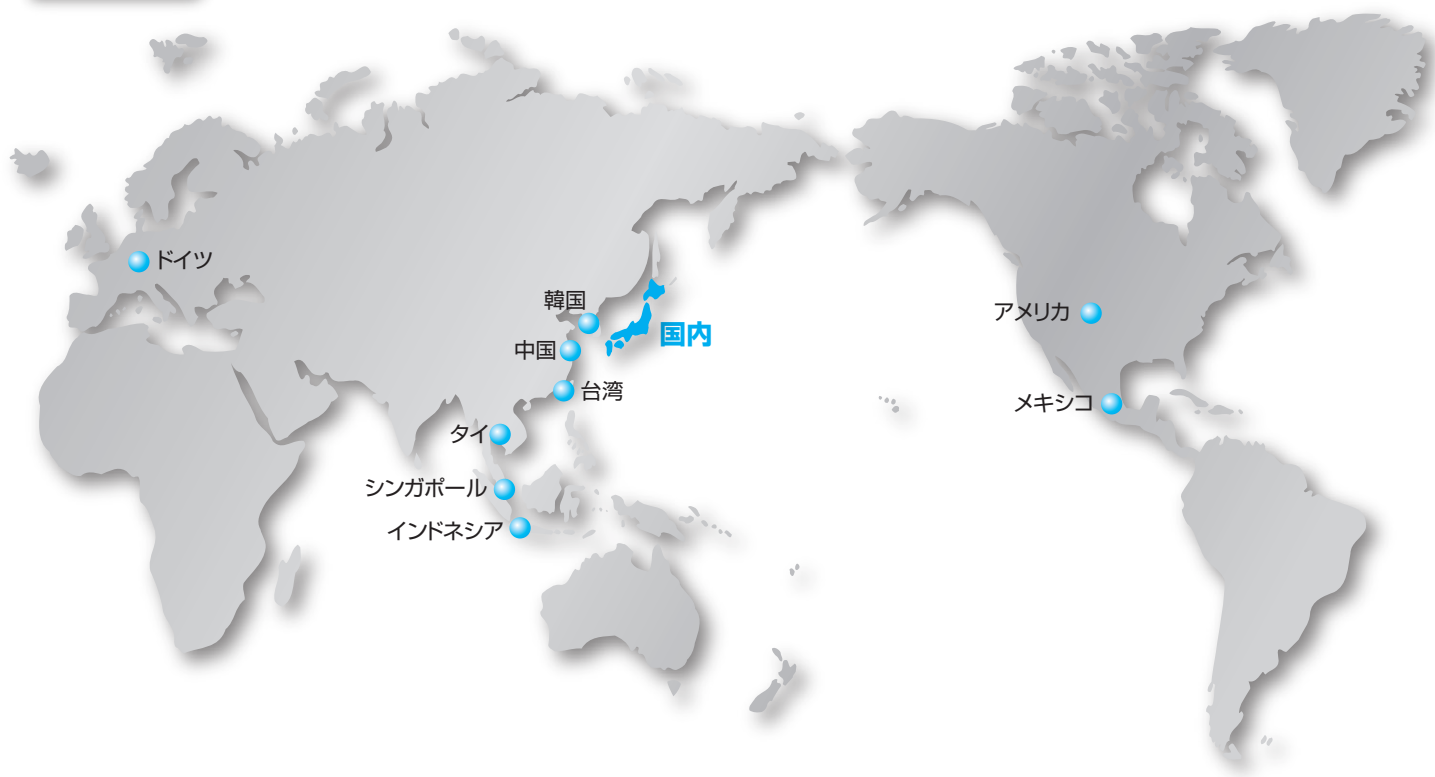 ドイツ
韓国
国内
中国
台湾
タイ
シンガポール
インドネシア
アメリカ
メキシコ